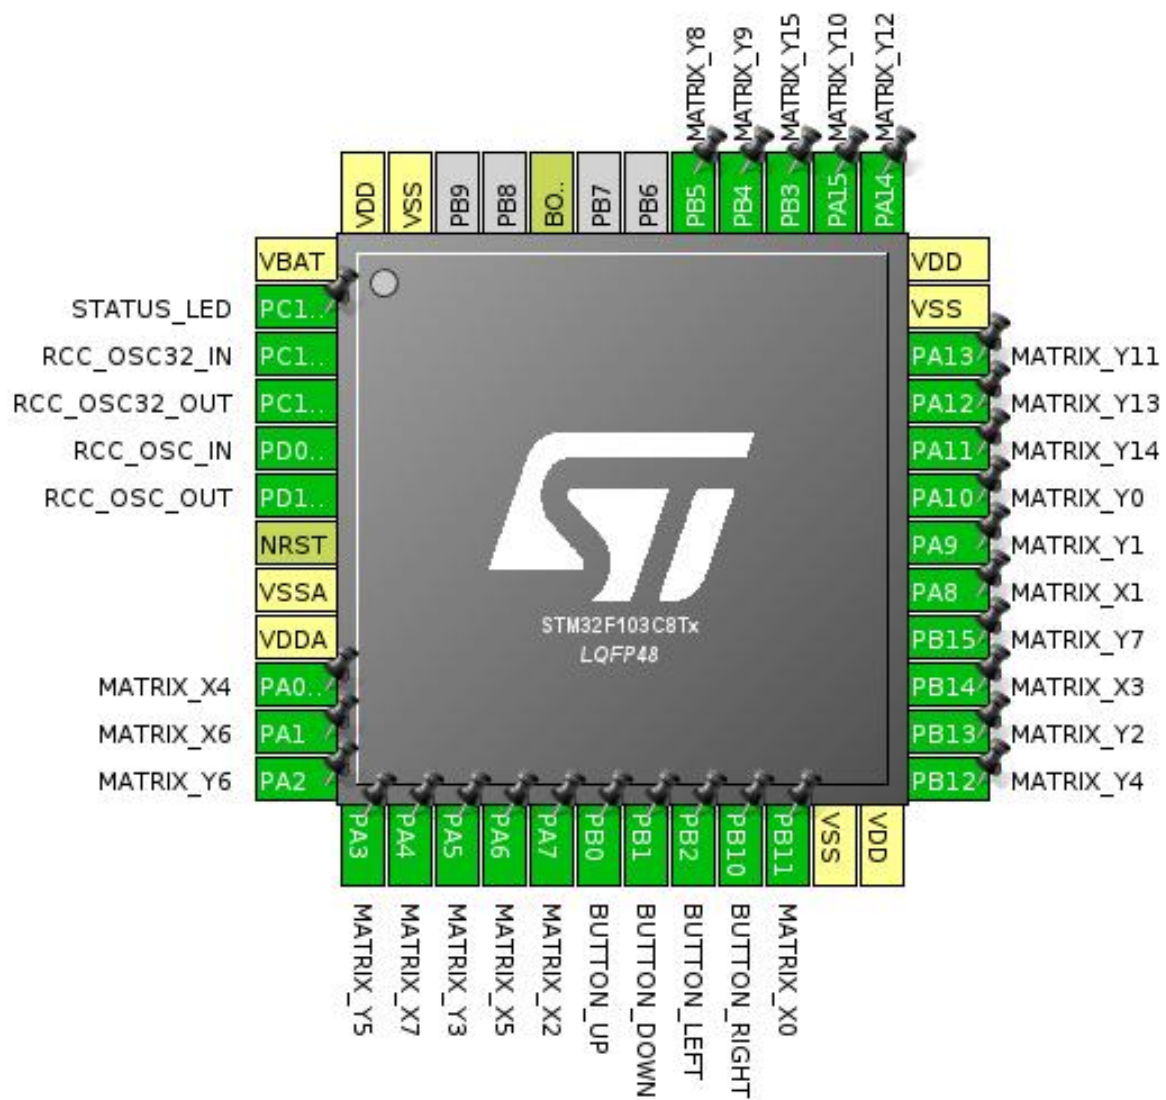 MATRIX_Y8
MATRIX_Y9
MATRIX_Y15
MATRIX_Y10
MATRIX_Y12
VDD
VSS
PB9
PB8
BO..
PB7
PB6
PB5
PB4
PB3
PA15
PA14
VBAT
STATUS_LED PC1..
RCC_OSC32_IN PC1..
RCC_OSC32_OUT PC1..
RCC_OSC_IN PD0..
RCC_OSC_OUT PD1..
NRST
VSSA
VDDA
MATRIX_X4 PA0..
MATRIX_X6 PA1
MATRIX_Y6 PA2
ST
STM32F103C8Tx
LQFP48
VDD
VSS
PA13 MATRIX_Y11
PA12 MATRIX_Y13
PA11 MATRIX_Y14
PA10 MATRIX_Y0
PA9 MATRIX_Y1
PA8 MATRIX_X1
PB15 MATRIX_Y7
PB14 MATRIX_X3
PB13 MATRIX_Y2
PB12 MATRIX_Y4
PA3
PA4
PA5
PA6
PA7
PB0
PB1
PB2
PB10
PB11
VSS
VDD
MATRIX_Y5
MATRIX_X7
MATRIX_Y3
MATRIX_X5
MATRIX_X2
BUTTON_UP
BUTTON_DOWN
BUTTON_LEFT
BUTTON_RIGHT
MATRIX_X0